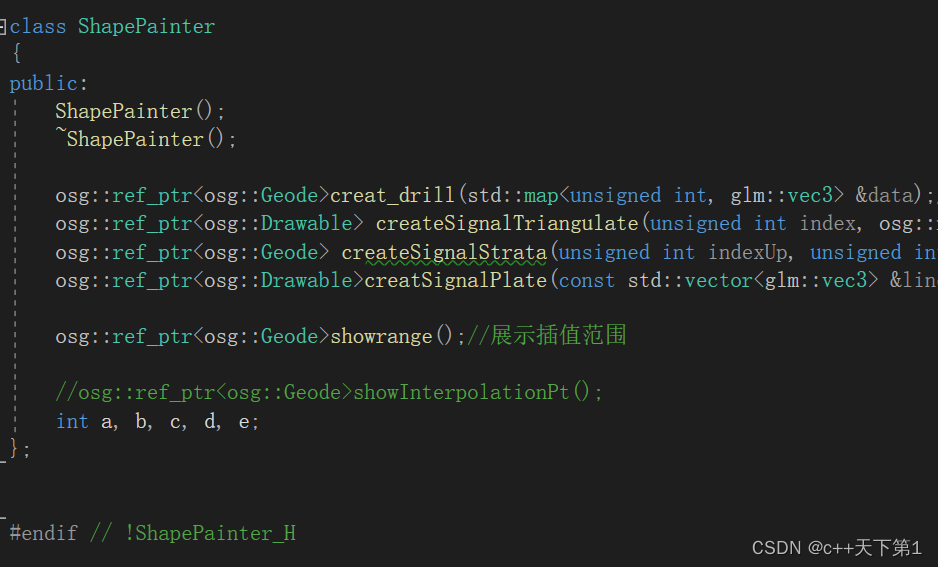 class ShapePainter
{
public:
    ShapePainter();
    ~ShapePainter();
    osg::ref_ptr<osg::Geode>creat_drill(std::map<unsigned int, glm::vec3> &data);
    osg::ref_ptr<osg::Drawable> createSignalTriangulate(unsigned int index, osg::
    osg::ref_ptr<osg::Geode> createSignalStrata(unsigned int indexUp, unsigned in
    osg::ref_ptr<osg::Drawable>creatSignalPlate(const std::vector<glm::vec3> &lin
    osg::ref_ptr<osg::Geode>showrange();//展示插值范围
    //osg::ref_ptr<osg::Geode>showInterpolationPt();
    int a, b, c, d, e;
};
#endif // !ShapePainter_H
CSDN @c++天下第1